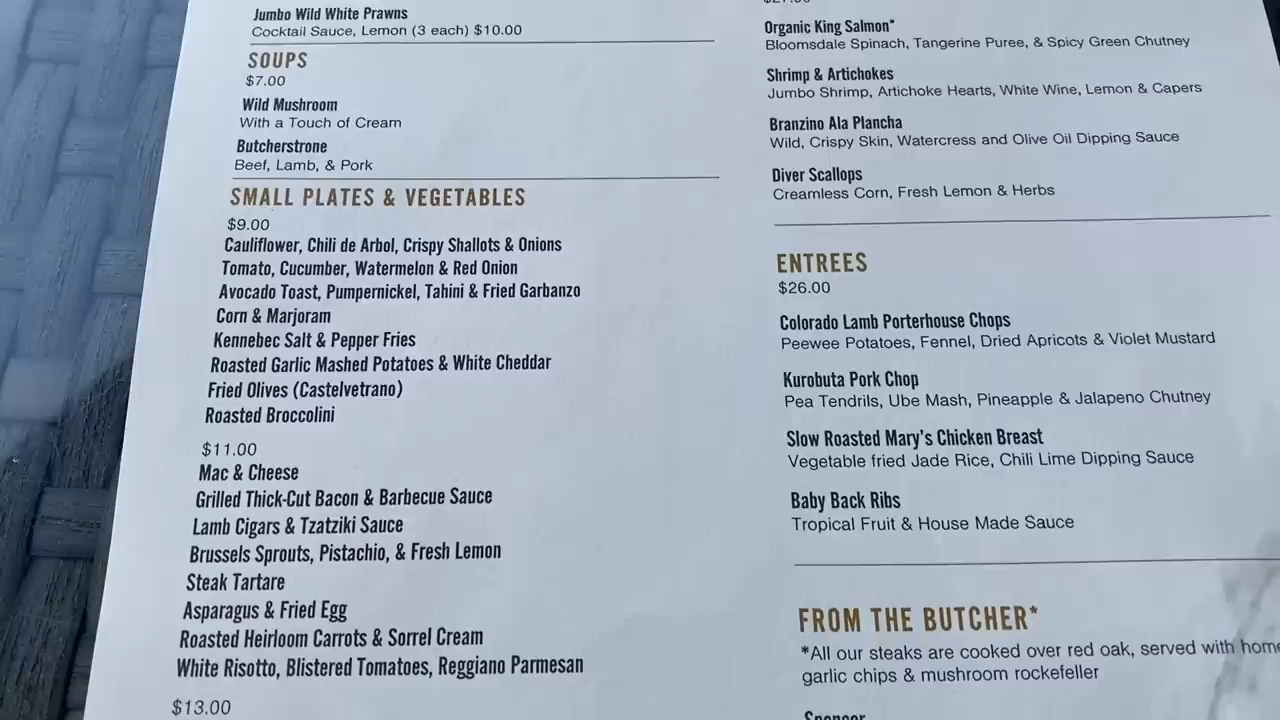 Jumbo Wild White Prawns
Cocktail Sauce, Lemon (3 each) $10.00
SOUPS
$7.00
Wild Mushroom
With a Touch of Cream
Butcherstrone
Beef, Lamb, & Pork
SMALL PLATES & VEGETABLES
$9.00
Cauliflower, Chili de Arbol, Crispy Shallots & Onions
Tomato, Cucumber, Watermelon & Red Onion
Avocado Toast, Pumpernickel, Tahini & Fried Garbanzo
Corn & Marjoram
Kennebec Salt & Pepper Fries
Roasted Garlic Mashed Potatoes & White Cheddar
Fried Olives (Castelvetrano)
Roasted Broccolini
$11.00
Mac & Cheese
Grilled Thick-Cut Bacon & Barbecue Sauce
Lamb Cigars & Tzatziki Sauce
Brussels Sprouts, Pistachio, & Fresh Lemon
Steak Tartare
Asparagus & Fried Egg
Roasted Heirloom Carrots & Sorrel Cream
White Risotto, Blistered Tomatoes, Reggiano Parmesan
$13.00
Organic King Salmon*
Bloomsdale Spinach, Tangerine Puree, & Spicy Green Chutney
Shrimp & Artichokes
Jumbo Shrimp, Artichoke Hearts, White Wine, Lemon & Capers
Branzino Ala Plancha
Wild, Crispy Skin, Watercress and Olive Oil Dipping Sauce
Diver Scallops
Creamless Corn, Fresh Lemon & Herbs
ENTREES
$26.00
Colorado Lamb Porterhouse Chops
Peewee Potatoes, Fennel, Dried Apricots & Violet Mustard
Kurobuta Pork Chop
Pea Tendrils, Ube Mash, Pineapple & Jalapeno Chutney
Slow Roasted Mary's Chicken Breast
Vegetable fried Jade Rice, Chili Lime Dipping Sauce
Baby Back Ribs
Tropical Fruit & House Made Sauce
FROM THE BUTCHER*
*All our steaks are cooked over red oak, served with home
garlic chips & mushroom rockefeller